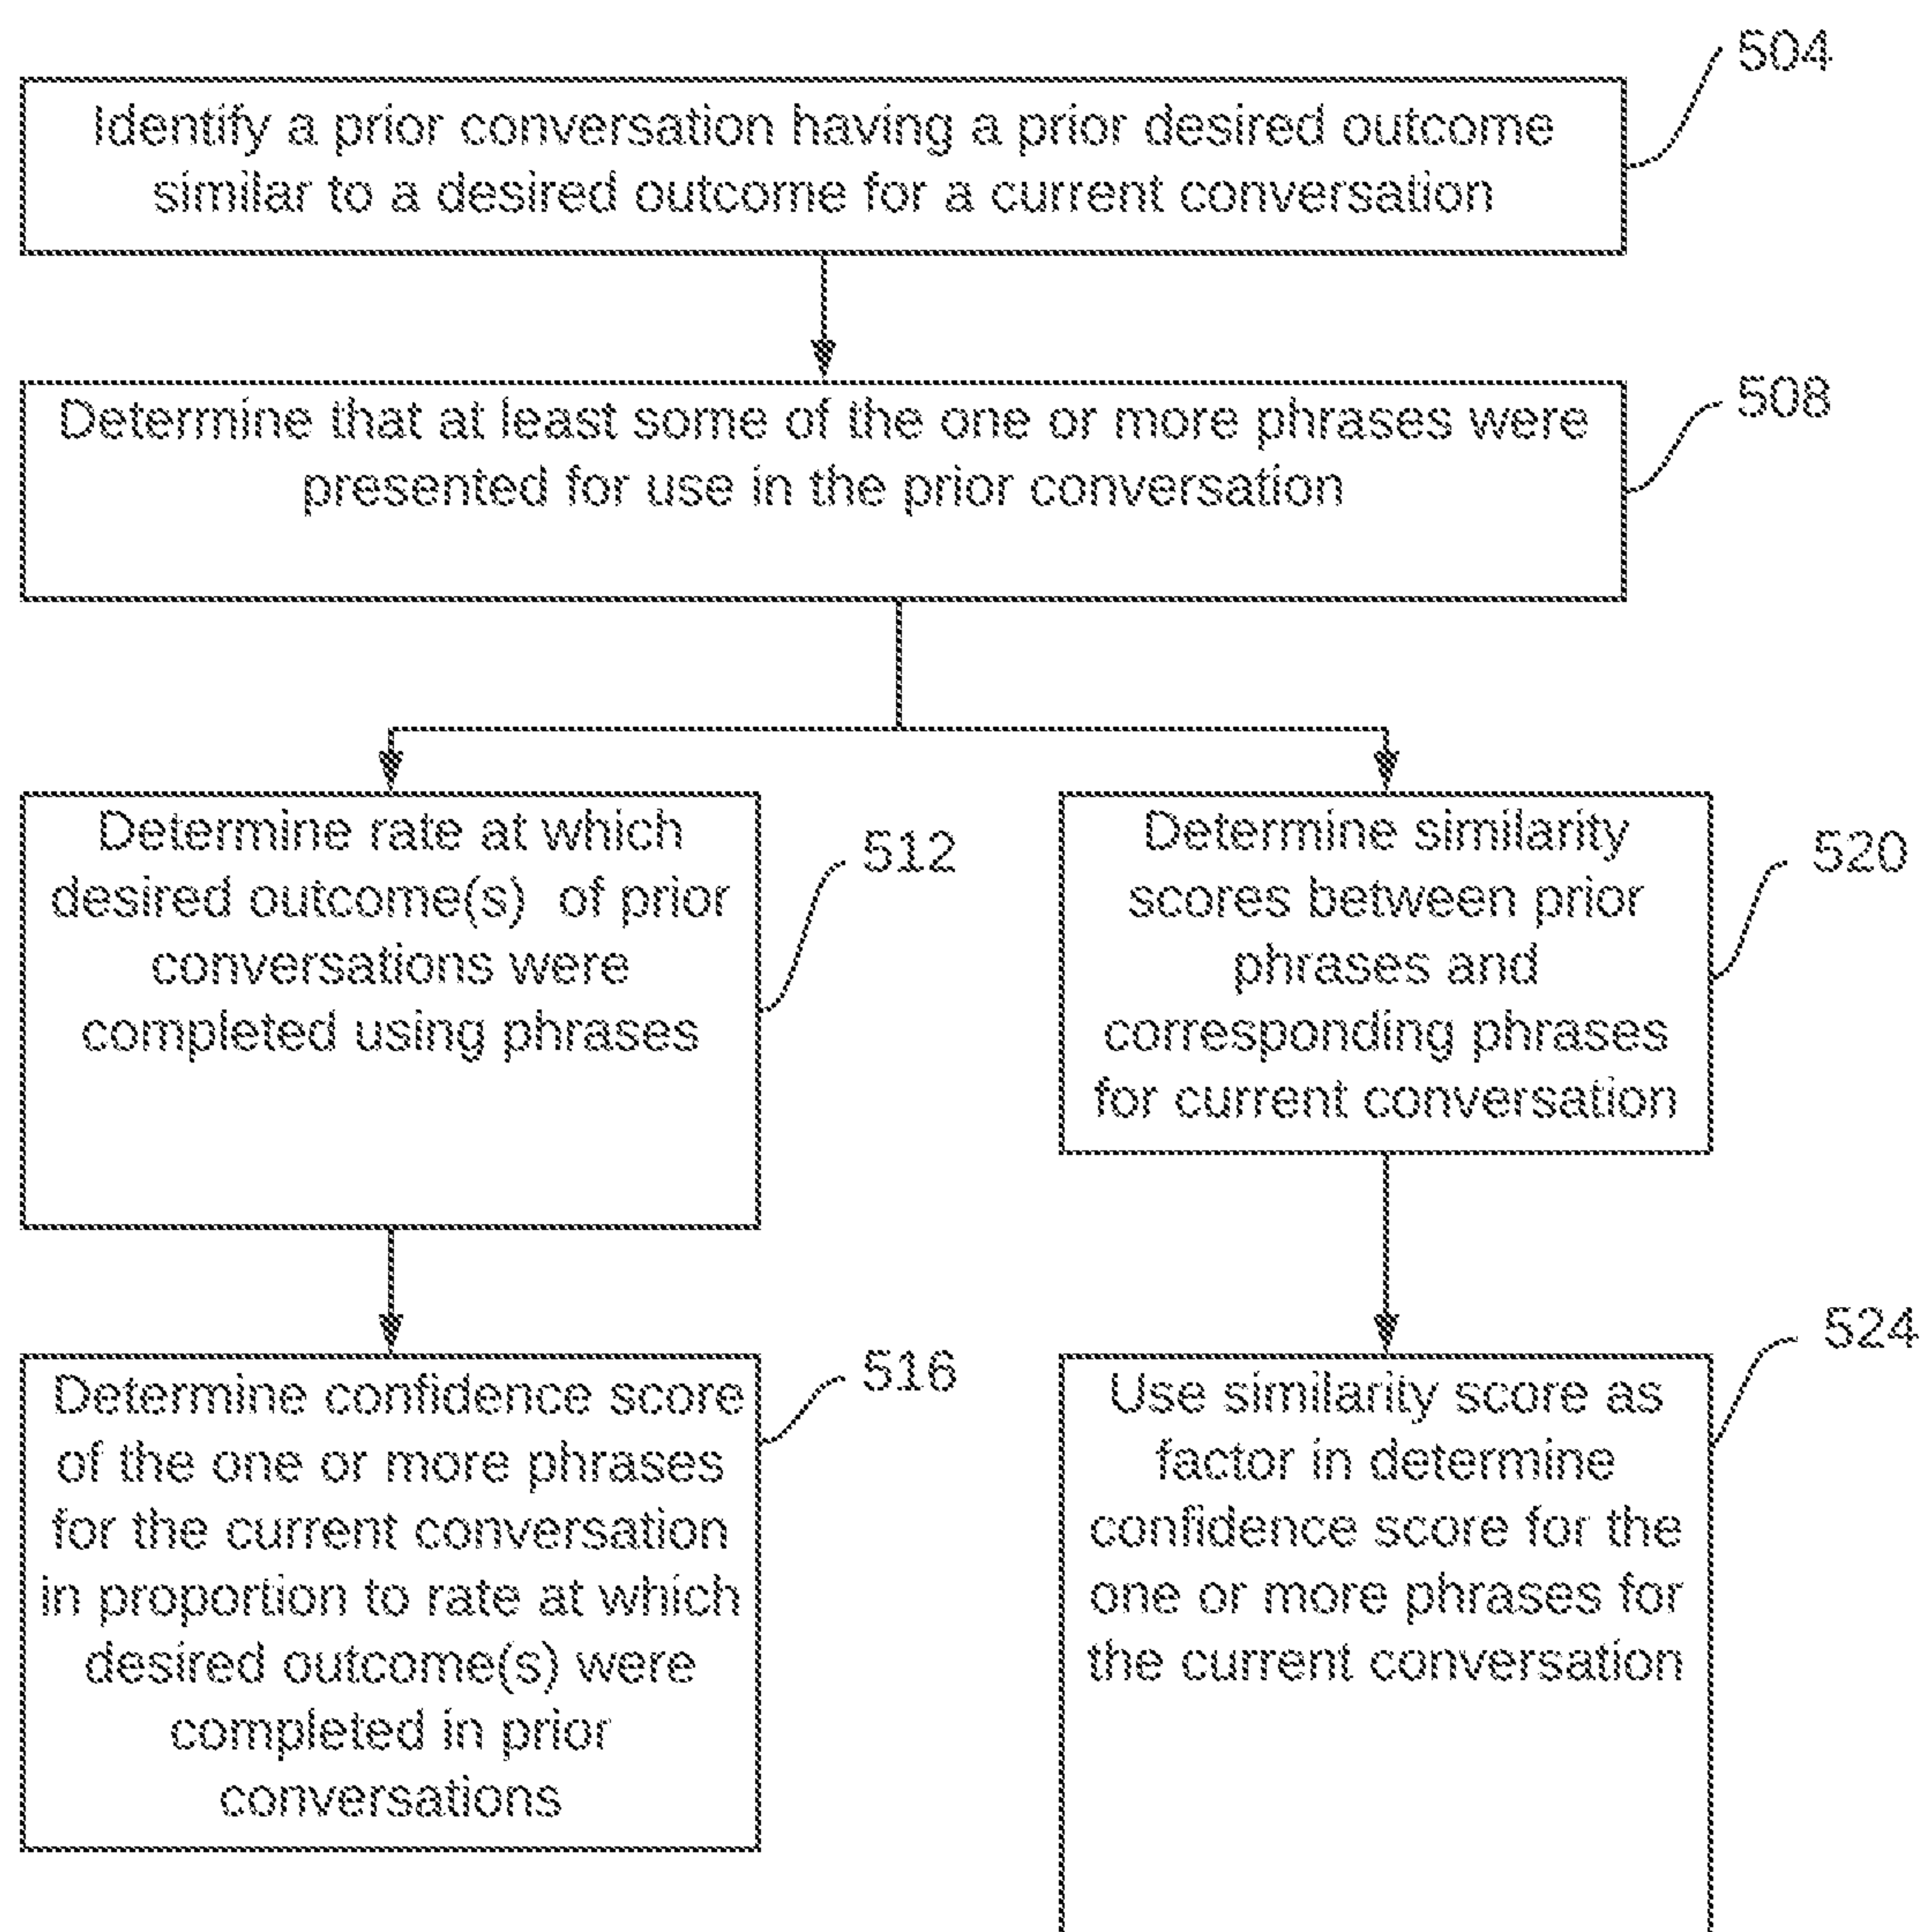 504
Identify a prior conversation having a prior desired outcome
similar to a desired outcome for a current conversation
508
Determine that at least some of the one or more phrases were
presented for use in the prior conversation
Determine rate at which
desired outcome(s) of prior
conversations were
completed using phrases
512
Determine similarity
scores between prior
phrases and
corresponding phrases
for current conversation
520
Determine confidence score
of the one or more phrases
for the current conversation
in proportion to rate at which
desired outcome(s) were
completed in prior
conversations
516
Use similarity score as
factor in determine
confidence score for the
one or more phrases for
the current conversation
524